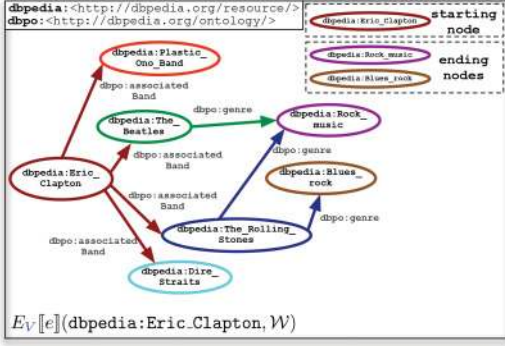 dbpedia:<http://dbpedia.org/resource/>
dbpo:<http://dbpedia.org/ontology/>
dbpedia:Eric_Clapton
starting
node
dbpedia:Rock_music
dbpedia:Blues_rock
ending
nodes
dbpedia:Plastic_
Ono_Band
dbpo:associated
Band
dbpedia:The_
Beatles
dbpo:genre
dbpedia:Rock_
music
dbpo:associated
Band
dbpo:genre
dbpedia:Eric_
Clapton
dbpedia:Blues_
rock
dbpo:associated
Band
dbpo:genre
dbpedia:The_Rolling_
Stones
dbpo:associated
Band
dbpedia:Dire_
Straits
E_V⟦e⟧(dbpedia:Eric_Clapton, W)